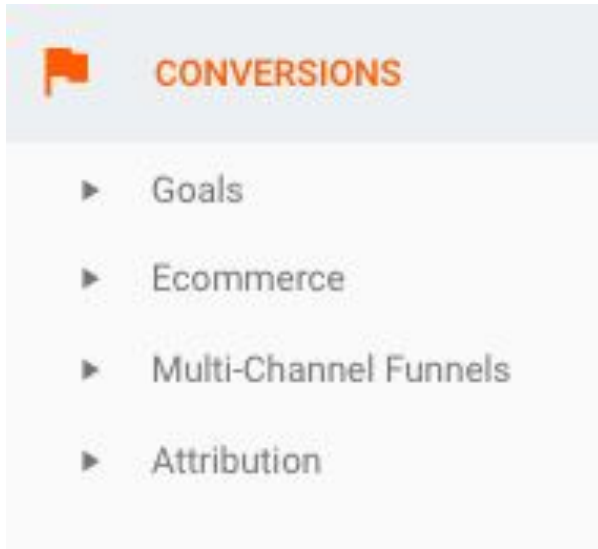 CONVERSIONS
Goals
Ecommerce
Multi-Channel Funnels
Attribution